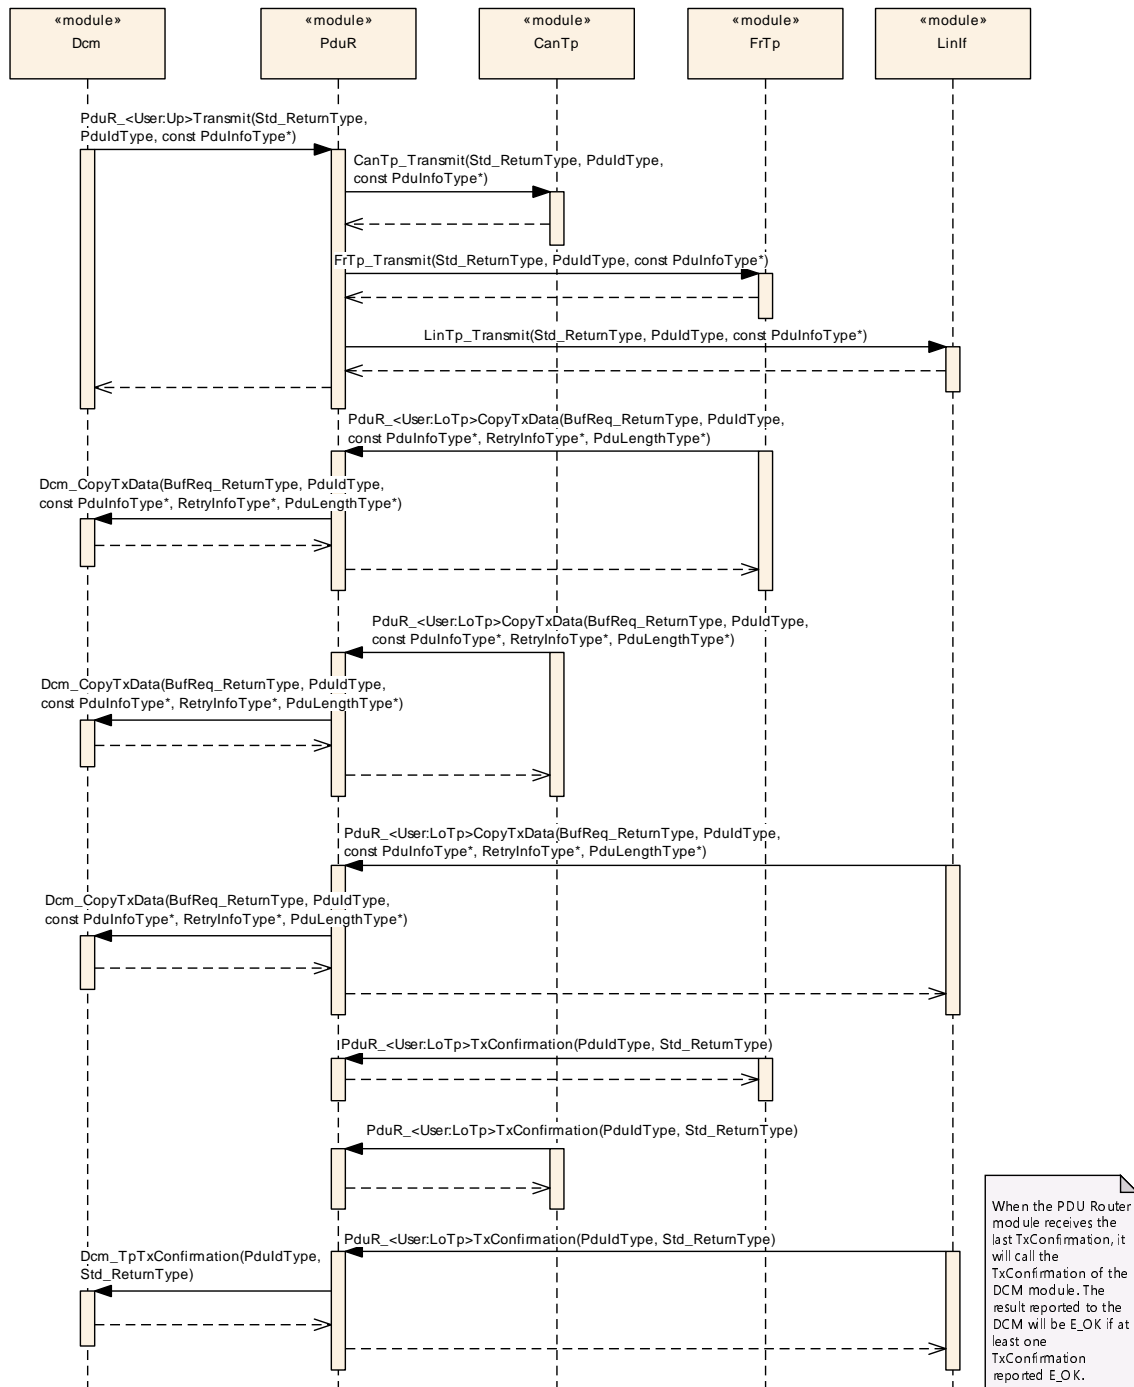 «module»
Dcm
«module»
PduR
«module»
CanTp
«module»
FrTp
«module»
LinIf
PduR_<User:Up>Transmit(Std_ReturnType,
PduIdType, const PduInfoType*)
CanTp_Transmit(Std_ReturnType, PduIdType,
const PduInfoType*)
FrTp_Transmit(Std_ReturnType, PduIdType, const PduInfoType*)
LinTp_Transmit(Std_ReturnType, PduIdType, const PduInfoType*)
PduR_<User:LoTp>CopyTxData(BufReq_ReturnType, PduIdType,
const PduInfoType*, RetryInfoType*, PduLengthType*)
Dcm_CopyTxData(BufReq_ReturnType, PduIdType,
const PduInfoType*, RetryInfoType*, PduLengthType*)
PduR_<User:LoTp>CopyTxData(BufReq_ReturnType, PduIdType,
const PduInfoType*, RetryInfoType*, PduLengthType*)
Dcm_CopyTxData(BufReq_ReturnType, PduIdType,
const PduInfoType*, RetryInfoType*, PduLengthType*)
PduR_<User:LoTp>CopyTxData(BufReq_ReturnType, PduIdType,
const PduInfoType*, RetryInfoType*, PduLengthType*)
Dcm_CopyTxData(BufReq_ReturnType, PduIdType,
const PduInfoType*, RetryInfoType*, PduLengthType*)
PduR_<User:LoTp>TxConfirmation(PduIdType, Std_ReturnType)
PduR_<User:LoTp>TxConfirmation(PduIdType, Std_ReturnType)
PduR_<User:LoTp>TxConfirmation(PduIdType, Std_ReturnType)
Dcm_TpTxConfirmation(PduIdType,
Std_ReturnType)
When the PDU Router
module receives the
last TxConfirmation, it
will call the
TxConfirmation of the
DCM module. The
result reported to the
DCM will be E_OK if at
least one
TxConfirmation
reported E_OK.